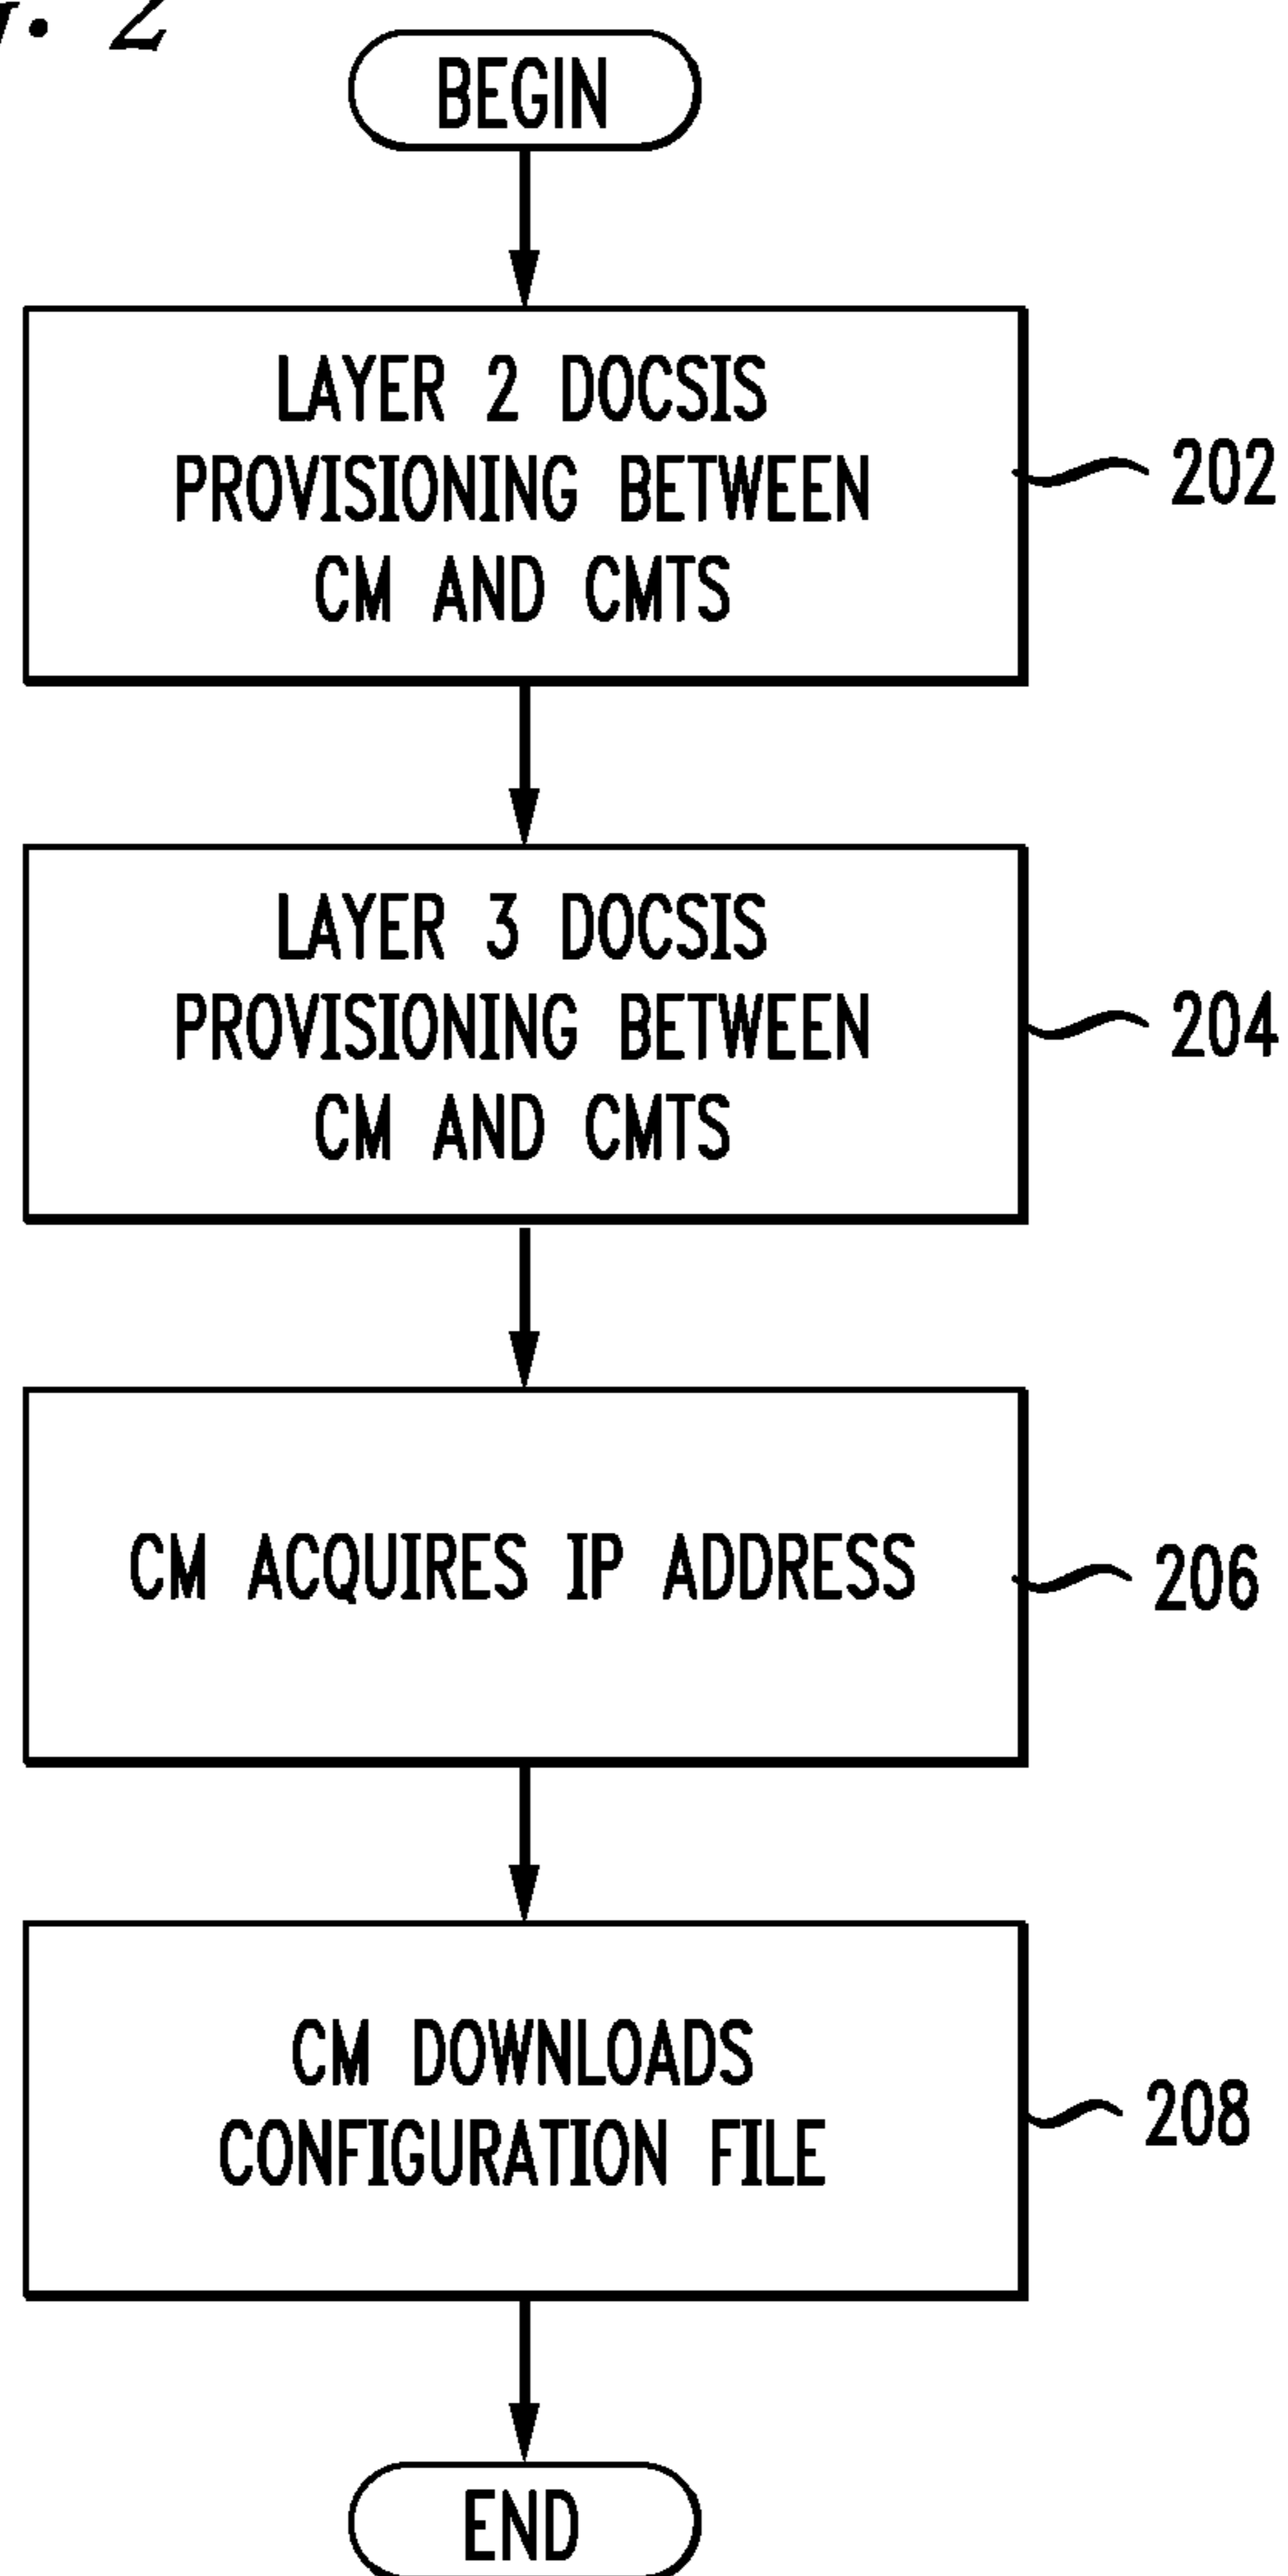 . 2
BEGIN
LAYER 2 DOCSIS
PROVISIONING BETWEEN
CM AND CMTS
202
LAYER 3 DOCSIS
PROVISIONING BETWEEN
CM AND CMTS
204
CM ACQUIRES IP ADDRESS
206
CM DOWNLOADS
CONFIGURATION FILE
208
END